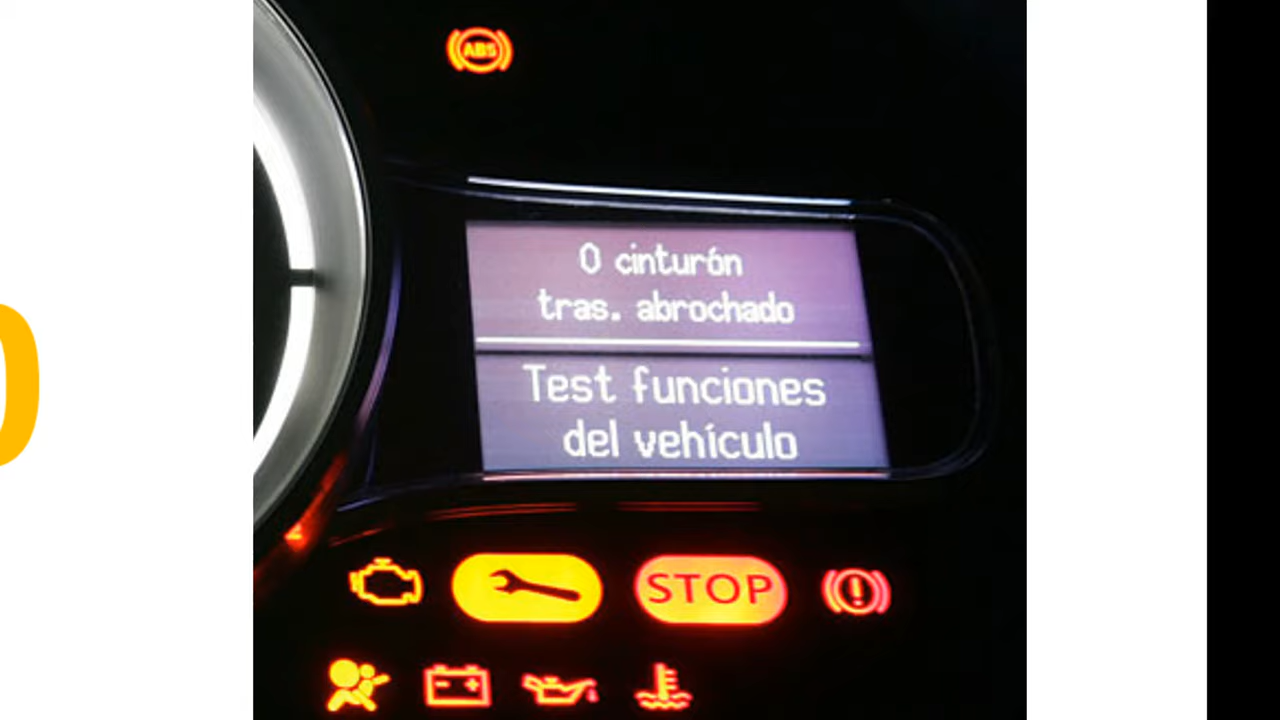 ABS
0 cinturón
tras. abrochado
Test funciones
del vehículo
STOP